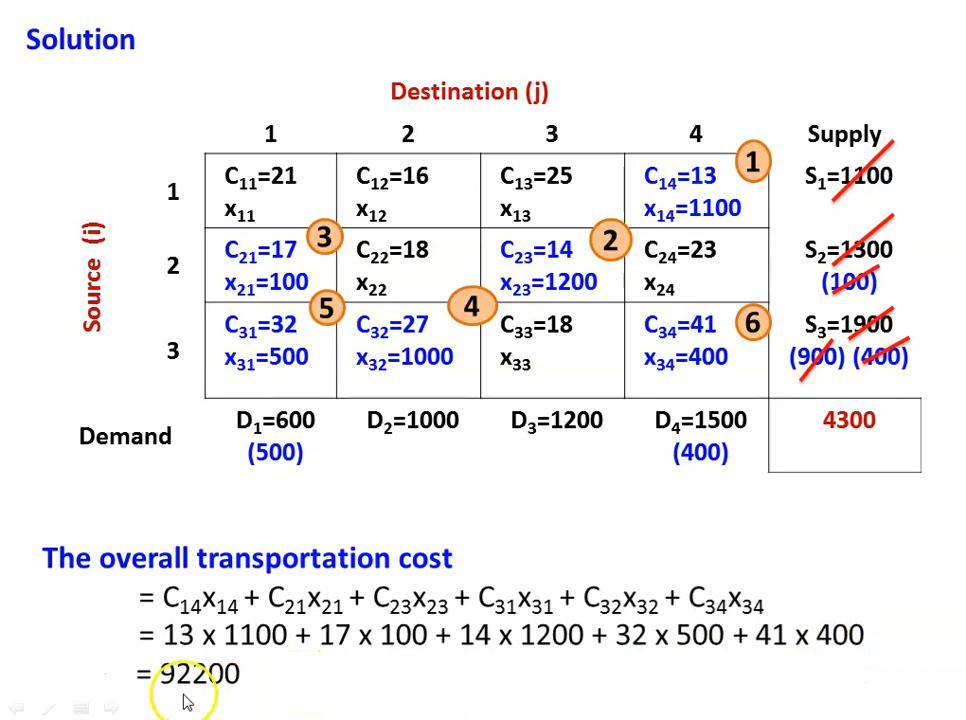 Solution
Destination (j)
1 2 3 4 Supply
1
C11=21 C12=16 C13=25 C14=13 1 S1=1100
x11 x12 x13 x14=1100
Source (i)
2
C21=17 3 C22=18 C23=14 2 C24=23 S2=1300
x21=100 x22 x23=1200 x24 (100)
3
C31=32 5 C32=27 4 C33=18 C34=41 6 S3=1900
x31=500 x32=1000 x33 x34=400 (900) (400)
Demand
D1=600 D2=1000 D3=1200 D4=1500 4300
(500) (400)
The overall transportation cost
= C14x14 + C21x21 + C23x23 + C31x31 + C32x32 + C34x34
= 13 x 1100 + 17 x 100 + 14 x 1200 + 32 x 500 + 41 x 400
= 92200